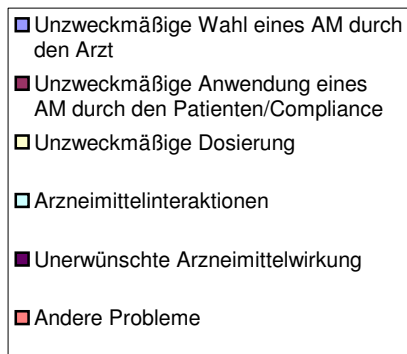 Unzweckmäßige Wahl eines AM durch
den Arzt
Unzweckmäßige Anwendung eines
AM durch den Patienten/Compliance
Unzweckmäßige Dosierung
Arzneimittelinteraktionen
Unerwünschte Arzneimittelwirkung
Andere Probleme